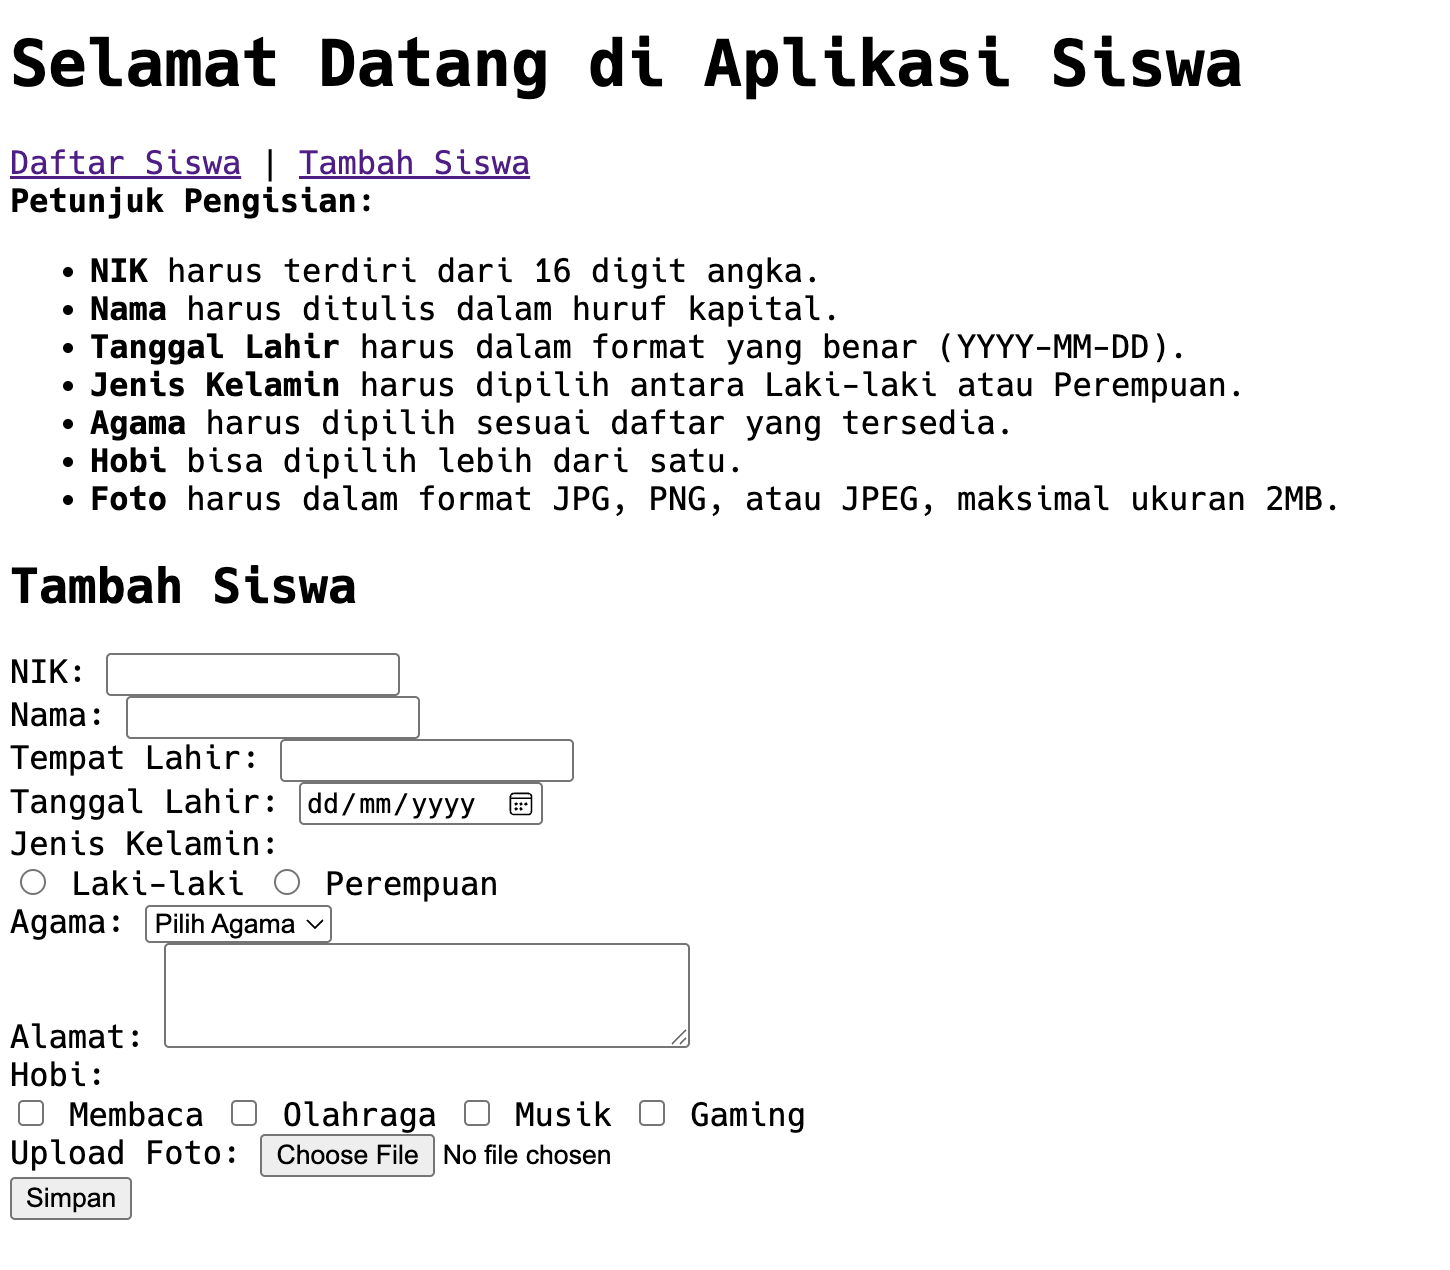 Selamat Datang di Aplikasi Siswa
Daftar Siswa | Tambah Siswa
Petunjuk Pengisian:
• NIK harus terdiri dari 16 digit angka.
• Nama harus ditulis dalam huruf kapital.
• Tanggal Lahir harus dalam format yang benar (YYYY-MM-DD).
• Jenis Kelamin harus dipilih antara Laki-laki atau Perempuan.
• Agama harus dipilih sesuai daftar yang tersedia.
• Hobi bisa dipilih lebih dari satu.
• Foto harus dalam format JPG, PNG, atau JPEG, maksimal ukuran 2MB.
Tambah Siswa
NIK:
Nama:
Tempat Lahir:
Tanggal Lahir: dd/mm/yyyy
Jenis Kelamin:
Laki-laki Perempuan
Agama: Pilih Agama
Alamat:
Hobi:
Membaca Olahraga Musik Gaming
Upload Foto: Choose File No file chosen
Simpan